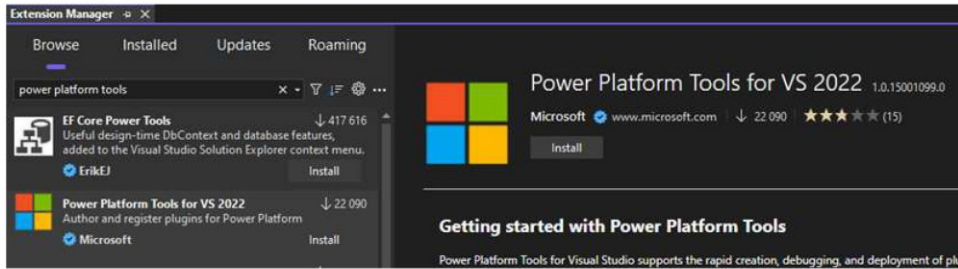 Extension Manager
Browse Installed Updates Roaming
power platform tools
EF Core Power Tools 417 616
Useful design-time DbContext and database features,
added to the Visual Studio Solution Explorer context menu.
ErikEJ Install
Power Platform Tools for VS 2022 22 090
Author and register plugins for Power Platform
Microsoft Install
Power Platform Tools for VS 2022 1.0.15001099.0
Microsoft www.microsoft.com 22 090 (15)
Install
Getting started with Power Platform Tools
Power Platform Tools for Visual Studio supports the rapid creation, debugging, and deployment of